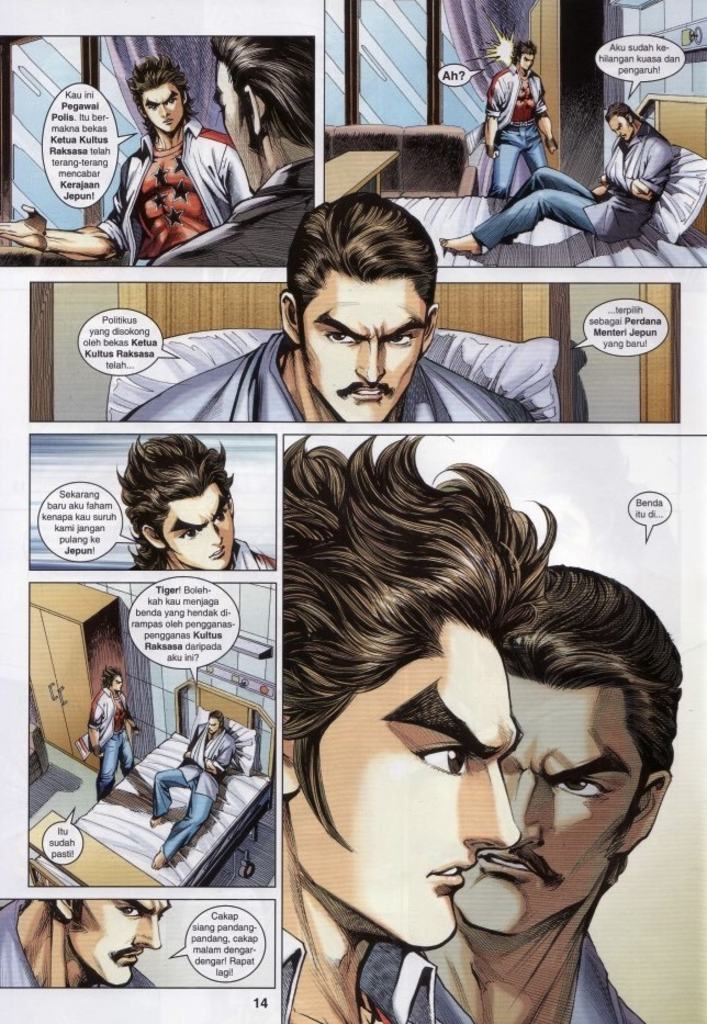 Kau ini
Pegawai
Polis. Itu ber-
makna bekas
Ketua Kultus
Raksasa telah
terang-terang
mencabar
Kerajaan
Jepun!
Ah?
Aku sudah ke-
hilangan kuasa dan
pengaruh!
Politikus
yang disokong
oleh bekas Ketua
Kultus Raksasa
telah...
...terpilih
sebagai Perdana
Menteri Jepun
yang baru!
Sekarang
baru aku faham
kenapa kau suruh
kami jangan
pulang ke
Jepun!
Tiger! Boleh-
kah kau menjaga
benda yang hendak di-
rampas oleh pengganas-
pengganas Kultus
Raksasa daripada
aku ini?
Itu
sudah
pasti!
Cakap
siang pandang-
pandang, cakap
malam dengar-
dengar! Rapat
lagi!
Benda
itu di...
14